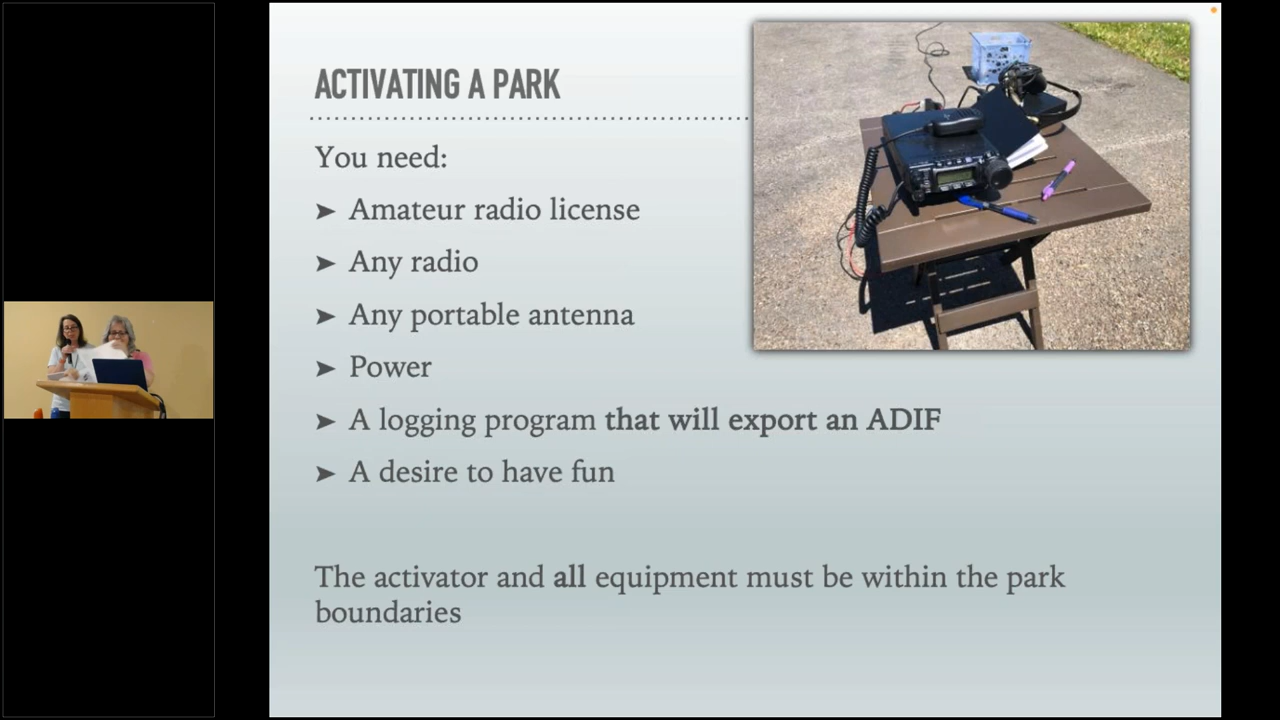 ACTIVATING A PARK
You need:
➤ Amateur radio license
➤ Any radio
➤ Any portable antenna
➤ Power
➤ A logging program that will export an ADIF
➤ A desire to have fun
The activator and all equipment must be within the park
boundaries